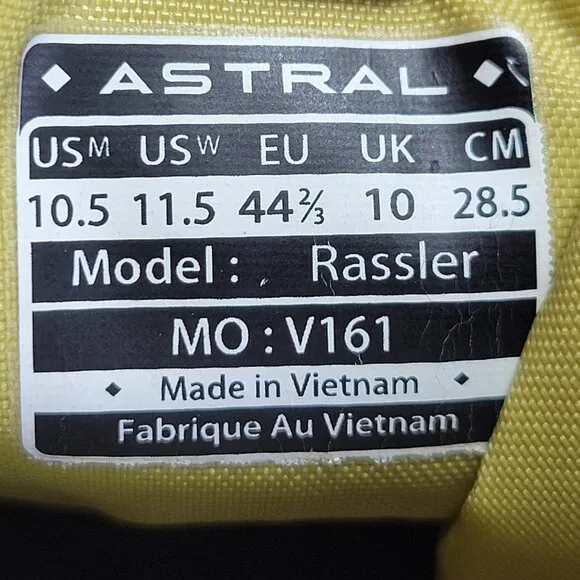 ASTRAL
USM USW EU UK CM
10.5 11.5 44⅔ 10 28.5
Model : Rassler
MO : V161
Made in Vietnam
Fabrique Au Vietnam